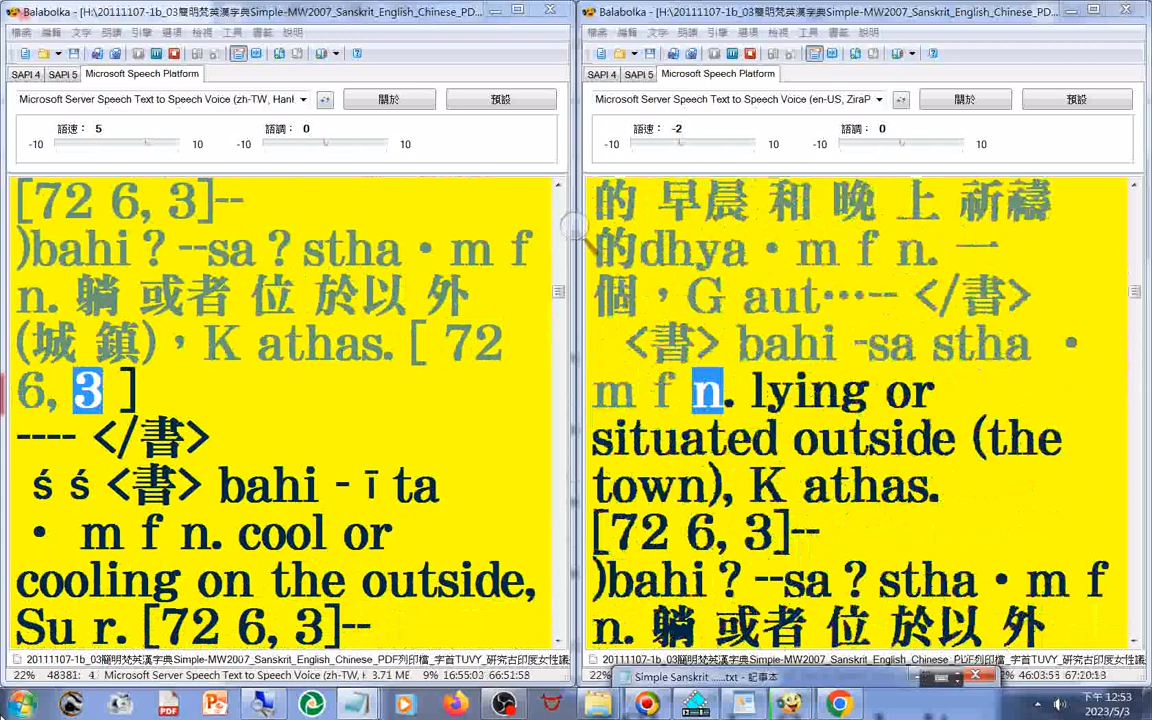 Balabolka - [H:\20111107-1b_03簡明梵英漢字典Simple-MW2007_Sanskrit_English_Chinese_PD...
檔案 編輯 文字 朗讀 引擎 選項 檢視 工具 書籤 說明
SAPI 4 SAPI 5 Microsoft Speech Platform
Microsoft Server Speech Text to Speech Voice (zh-TW, Hanl
關於 預設
語速： 5 語調： 0
-10 10 -10 10
[72 6, 3]--
)bahi？--sa？stha・m f
n. 躺 或者 位 於以 外
(城 鎮)，K athas. [ 72
6, 3 ]
---- </書>
ś ś <書> bahi - ī ta
・ m f n. cool or
cooling on the outside,
Su r. [72 6, 3]--
20111107-1b_03簡明梵英漢字典Simple-MW2007_Sanskrit_English_Chinese_PDF列印檔_字首TUVY_研究古印度女性議
22% 48381: 4 Microsoft Server Speech Text to Speech Voice (zh-TW, H 3.71 ME 9% 16:55:03 66:51:58
Balabolka - [H:\20111107-1b_03簡明梵英漢字典Simple-MW2007_Sanskrit_English_Chinese_PD...
檔案 編輯 文字 朗讀 引擎 選項 檢視 工具 書籤 說明
SAPI 4 SAPI 5 Microsoft Speech Platform
Microsoft Server Speech Text to Speech Voice (en-US, ZiraP
關於 預設
語速： -2 語調： 0
-10 10 -10 10
的 早晨 和 晚 上 祈禱
的dhya・m f n. 一
個，G aut…-- </書>
<書> bahi -sa stha ・
m f n. lying or
situated outside (the
town), K athas.
[72 6, 3]--
)bahi？--sa？stha・m f
n. 躺 或者 位 於以 外
20111107-1b_03簡明梵英漢字典Simple-MW2007_Sanskrit_English_Chinese_PDF列印檔_字首TUVY_研究古印度女性議
22% 46:03:53 67:20:18
Simple Sanskrit ......txt - 記事本
下午 12:53
2023/5/3